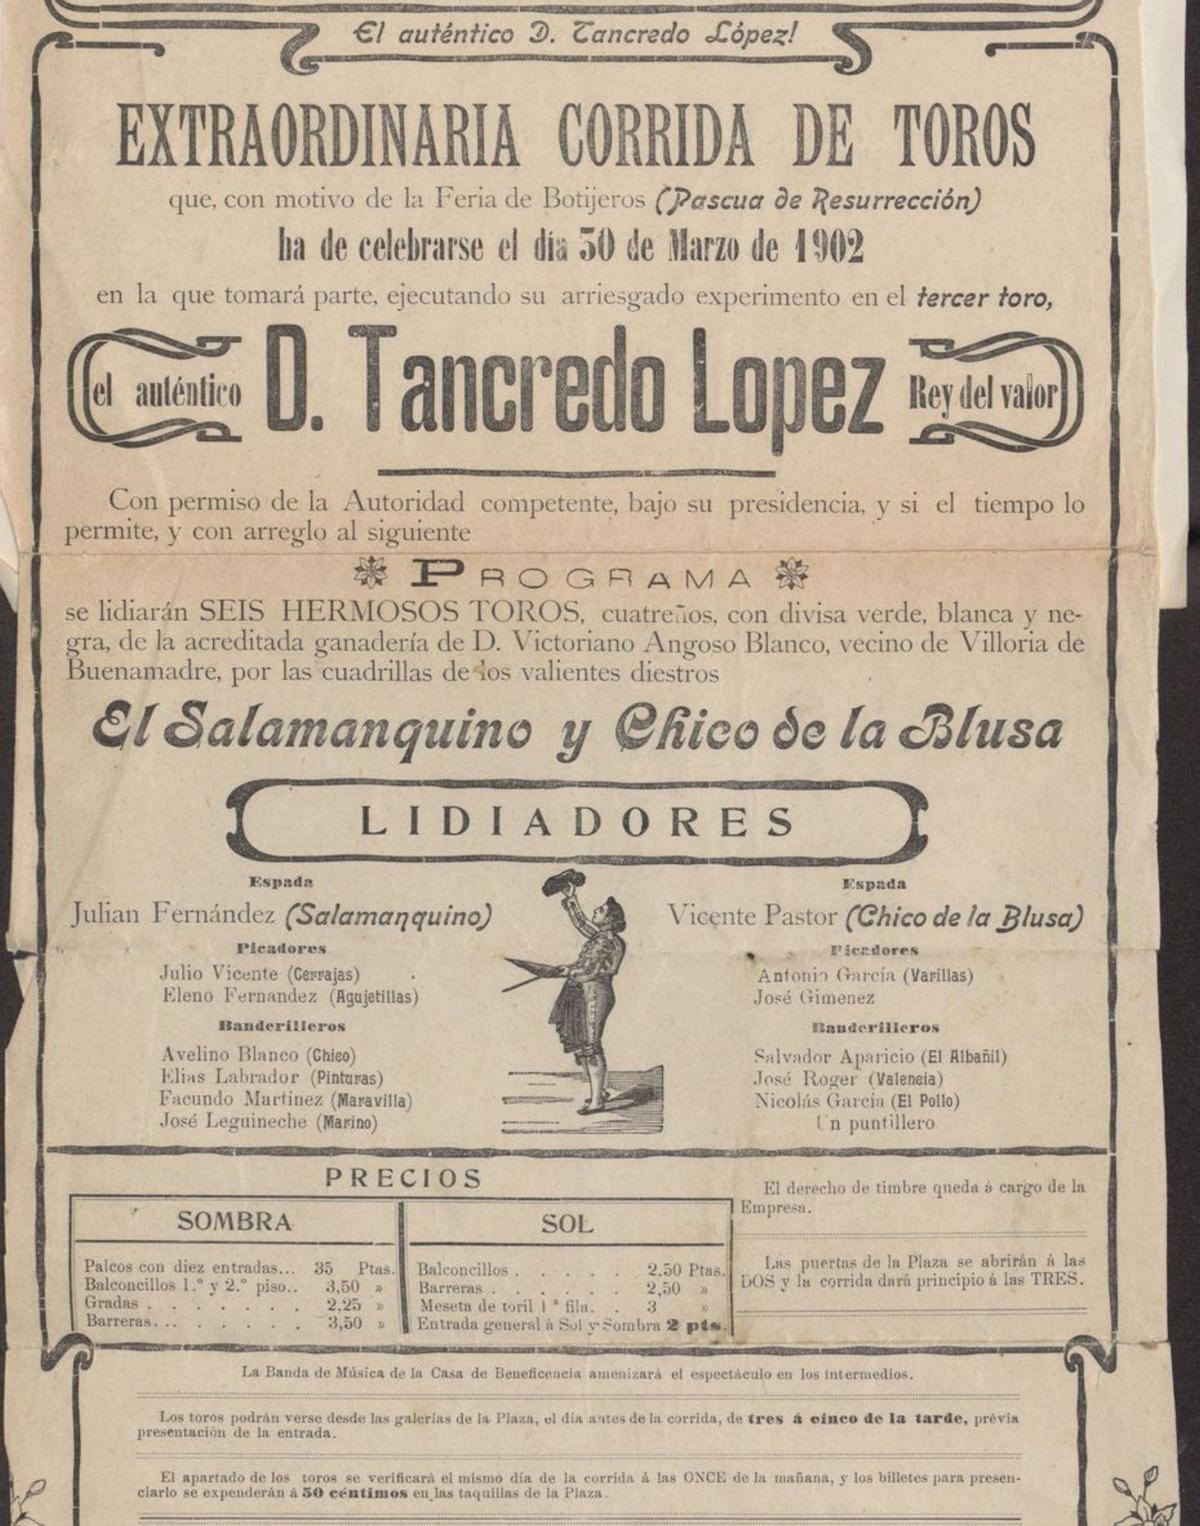 El auténtico D. Tancredo López!
EXTRAORDINARIA CORRIDA DE TOROS
que, con motivo de la Feria de Botijeros (Pascua de Resurrección)
ha de celebrarse el día 30 de Marzo de 1902
en la que tomará parte, ejecutando su arriesgado experimento en el tercer toro,
el auténtico D. Tancredo Lopez Rey del valor
Con permiso de la Autoridad competente, bajo su presidencia, y si el tiempo lo
permite, y con arreglo al siguiente
PROGRAMA
se lidiarán SEIS HERMOSOS TOROS, cuatreños, con divisa verde, blanca y ne-
gra, de la acreditada ganadería de D. Victoriano Angoso Blanco, vecino de Villoria de
Buenamadre, por las cuadrillas de los valientes diestros
El Salamanquino y Chico de la Blusa
LIDIADORES
Espada
Julian Fernández (Salamanquino)
Picadores
Julio Vicente (Cerrajas)
Eleno Fernandez (Agujetillas)
Banderilleros
Avelino Blanco (Chico)
Elias Labrador (Pinturas)
Facundo Martinez (Maravilla)
José Leguineche (Marino)
Espada
Vicente Pastor (Chico de la Blusa)
Picadores
Antonio García (Varillas)
José Gimenez
Banderilleros
Salvador Aparicio (El Albañil)
José Roger (Valencia)
Nicolás García (El Pollo)
Un puntillero
PRECIOS
SOMBRA
Palcos con diez entradas... 35 Ptas.
Balconcillos 1.º y 2.º piso.. 3,50 »
Gradas . . . . . . . 2,25 »
Barreras. . . . . . . . 3,50 »
SOL
Balconcillos . . . . . 2,50 Ptas.
Barreras . . . . . . 2,50 »
Meseta de toril 1ª fila. . 3 »
Entrada general á Sol y Sombra 2 pts.
El derecho de timbre queda á cargo de la
Empresa.
Las puertas de la Plaza se abrirán á las
DOS y la corrida dará principio á las TRES.
La Banda de Música de la Casa de Beneficencia amenizará el espectáculo en los intermedios.
Los toros podrán verse desde las galerías de la Plaza, el día antes de la corrida, de tres á cinco de la tarde, prévia
presentación de la entrada.
El apartado de los toros se verificará el mismo día de la corrida á las ONCE de la mañana, y los billetes para presen-
ciarlo se expenderán á 50 céntimos en las taquillas de la Plaza.